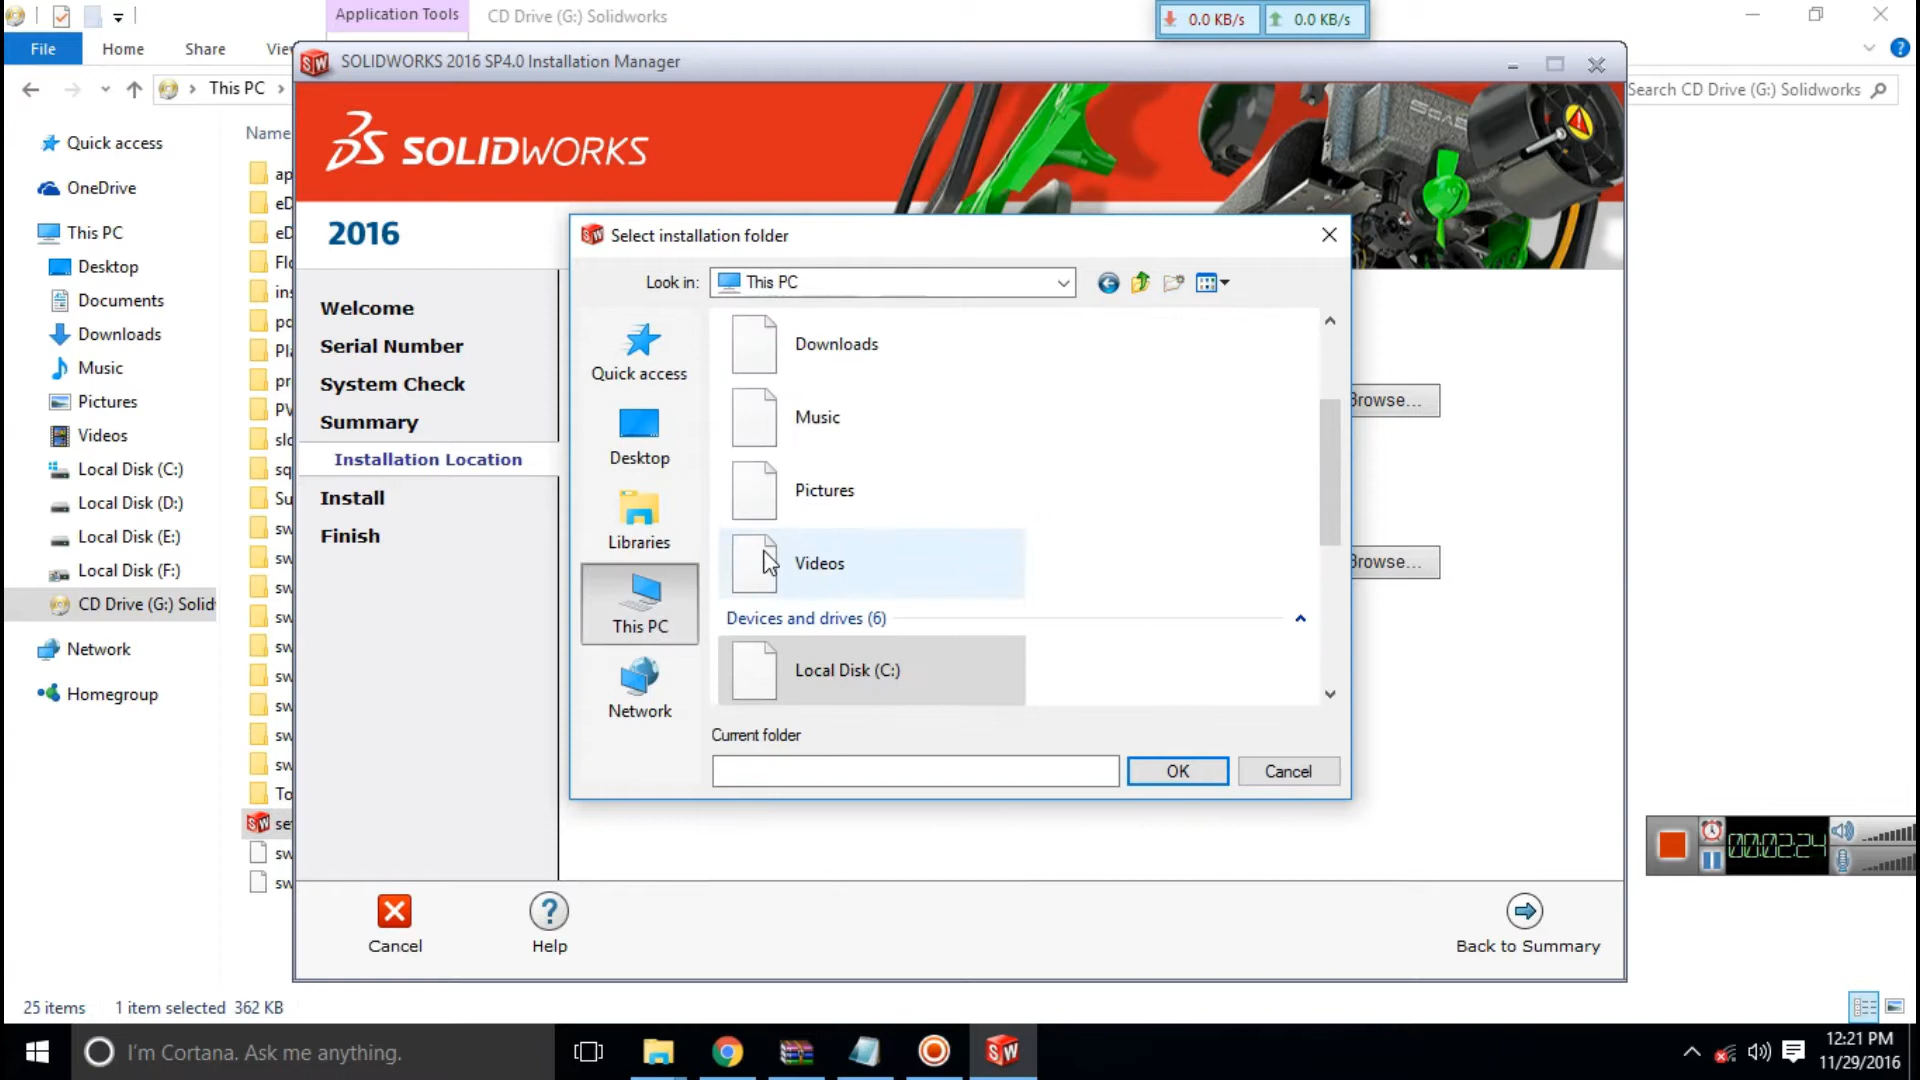 Application Tools
CD Drive (G:) Solidworks
0.0 KB/s
0.0 KB/s
File
Home
Share
SOLIDWORKS 2016 SP4.0 Installation Manager
This PC
Search CD Drive (G:) Solidworks
Quick access
OneDrive
This PC
Desktop
Documents
Downloads
Music
Pictures
Videos
Local Disk (C:)
Local Disk (D:)
Local Disk (E:)
Local Disk (F:)
CD Drive (G:) Solid
Network
Homegroup
Name
SOLIDWORKS
2016
Welcome
Serial Number
System Check
Summary
Installation Location
Install
Finish
Select installation folder
Look in:
This PC
Quick access
Desktop
Libraries
This PC
Network
Downloads
Music
Pictures
Videos
Devices and drives (6)
Local Disk (C:)
Current folder
OK
Cancel
Browse...
Browse...
Cancel
Help
Back to Summary
00:02:24
25 items
1 item selected 362 KB
I'm Cortana. Ask me anything.
12:21 PM
11/29/2016